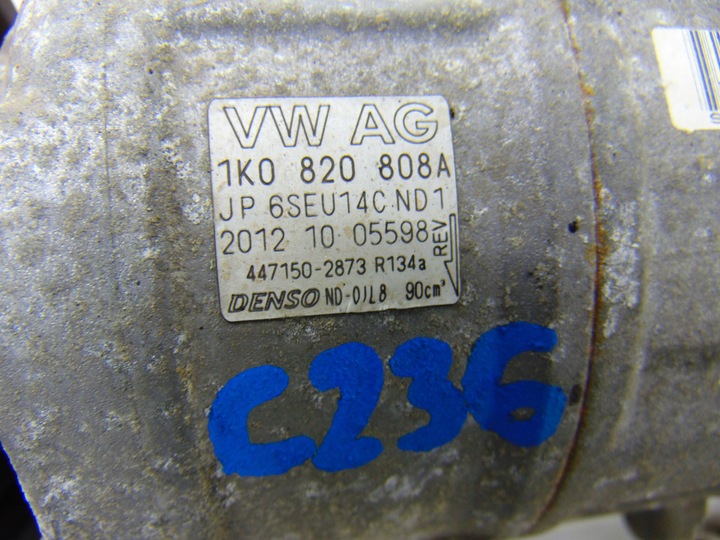 VW AG
1K0 820 808A
JP 6SEU14C ND1
2012 10 05598
REV
447150-2873 R134a
DENSO ND-OIL8 90cm³
C236